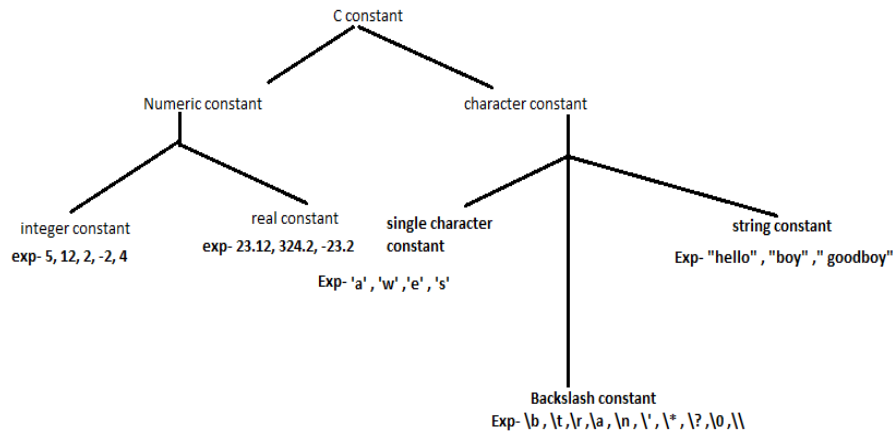 C constant
Numeric constant
character constant
integer constant
exp- 5, 12, 2, -2, 4
real constant
exp- 23.12, 324.2, -23.2
single character
constant
Exp- 'a' , 'w' ,'e' , 's'
string constant
Exp- "hello" , "boy" ," goodboy"
Backslash constant
Exp- \b , \t ,\r ,\a , \n , \' , \* , \? , \0 , \\